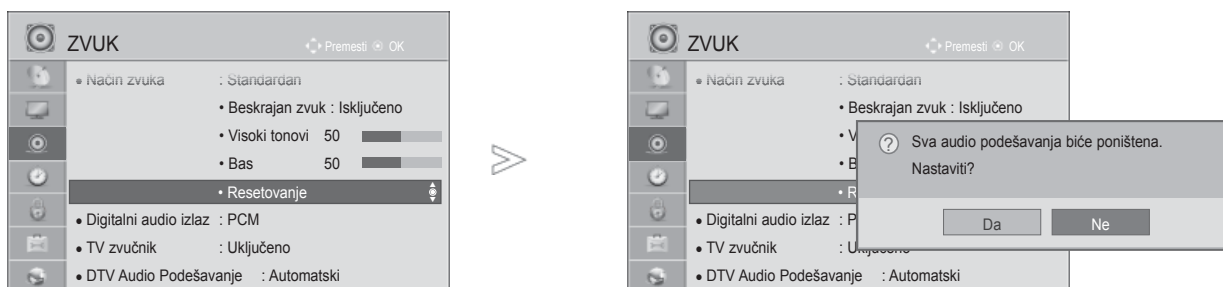 ZVUK
Premesti OK
• Način zvuka : Standardan
• Beskrajan zvuk : Isključeno
• Visoki tonovi 50
• Bas 50
• Resetovanje
• Digitalni audio izlaz : PCM
• TV zvučnik : Uključeno
• DTV Audio Podešavanje : Automatski
ZVUK
Premesti OK
• Način zvuka : Standardan
• Beskrajan zvuk : Isključeno
• V
• B
• R
• Digitalni audio izlaz : P
• TV zvučnik : Uključeno
• DTV Audio Podešavanje : Automatski
? Sva audio podešavanja biće poništena.
Nastaviti?
Da Ne